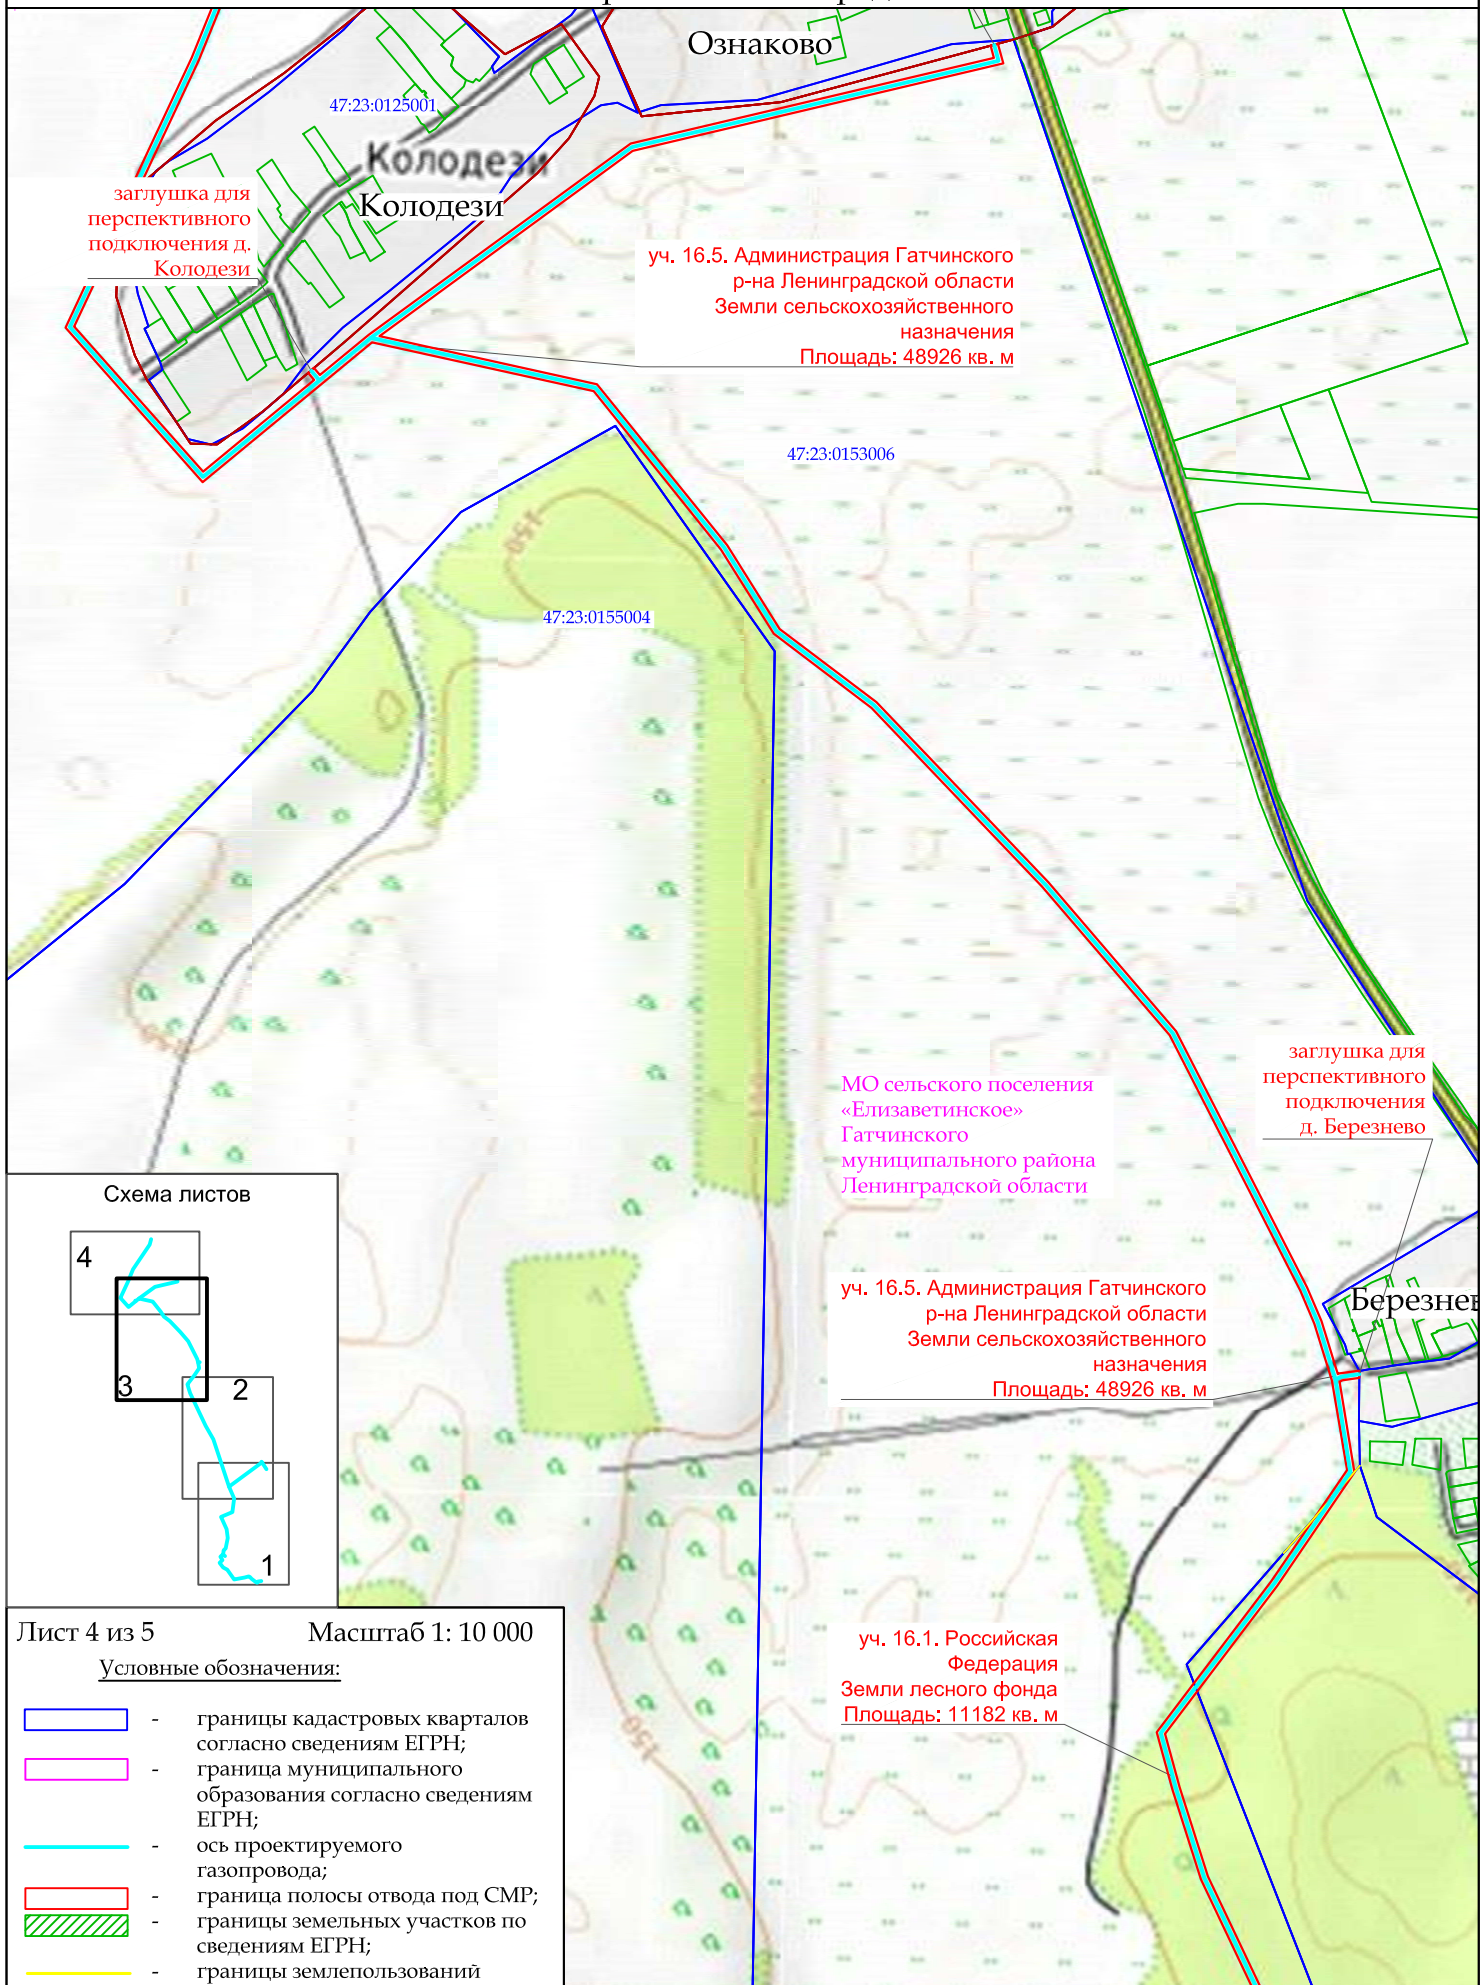 Ознаково
47:23:0125001
Колодези
Колодези
заглушка для
перспективного
подключения д.
Колодези
уч. 16.5. Администрация Гатчинского
р-на Ленинградской области
Земли сельскохозяйственного
назначения
Площадь: 48926 кв. м
47:23:0153006
150
47:23:0155004
МО сельского поселения
«Елизаветинское»
Гатчинского
муниципального района
Ленинградской области
заглушка для
перспективного
подключения
д. Березнево
Схема листов
4
3
2
1
уч. 16.5. Администрация Гатчинского
р-на Ленинградской области
Земли сельскохозяйственного
назначения
Площадь: 48926 кв. м
Березнев
уч. 16.1. Российская
Федерация
Земли лесного фонда
Площадь: 11182 кв. м
150
Лист 4 из 5 Масштаб 1: 10 000
Условные обозначения:
- границы кадастровых кварталов
согласно сведениям ЕГРН;
- граница муниципального
образования согласно сведениям
ЕГРН;
- ось проектируемого
газопровода;
- граница полосы отвода под СМР;
- границы земельных участков по
сведениям ЕГРН;
- границы землепользований